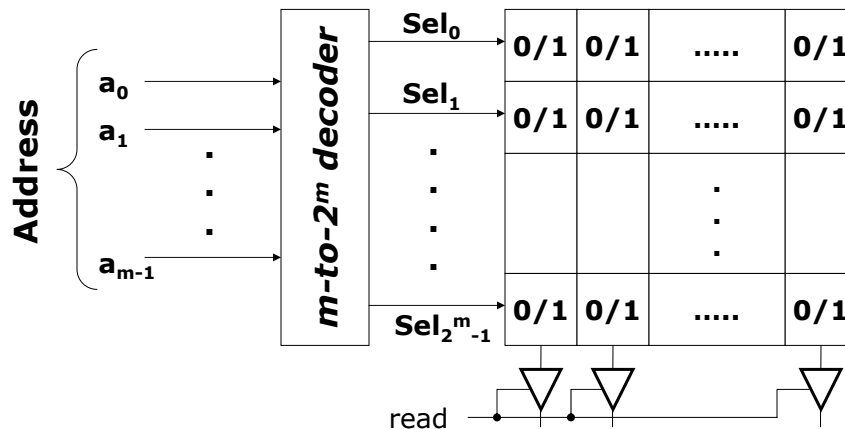 Address
a₀
a₁
aₘ₋₁
m-to-2ᵐ decoder
Sel₀
Sel₁
Sel₂ᵐ₋₁
0/1 0/1 ..... 0/1
0/1 0/1 ..... 0/1
0/1 0/1 ..... 0/1
read